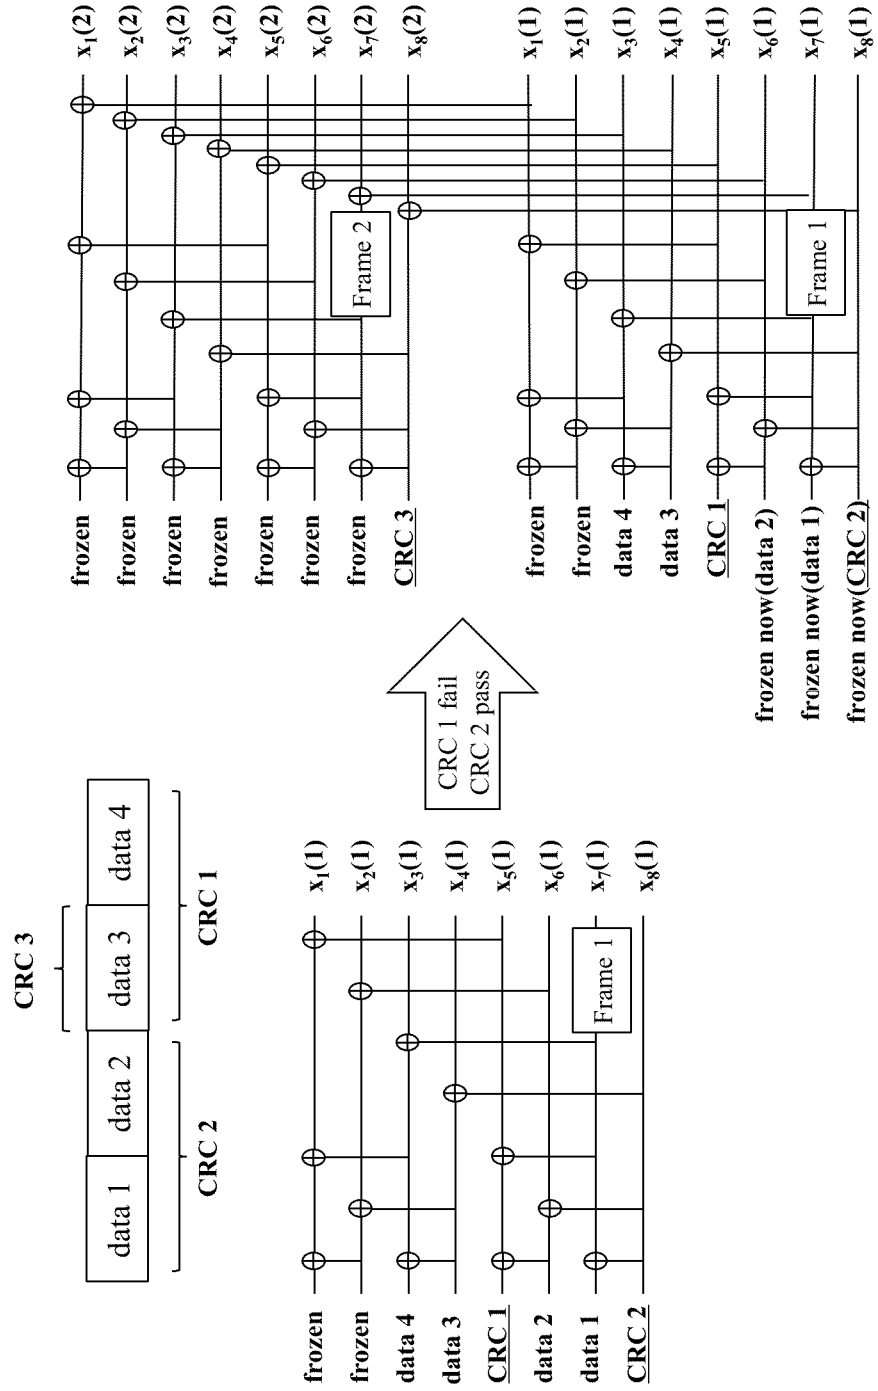 CRC 3
data 1
data 2
data 3
data 4
CRC 2
CRC 1
frozen
frozen
data 4
data 3
CRC 1
data 2
data 1
CRC 2
Frame 1
x1(1)
x2(1)
x3(1)
x4(1)
x5(1)
x6(1)
x7(1)
x8(1)
CRC 1 fail
CRC 2 pass
frozen
frozen
frozen
frozen
frozen
frozen
frozen
CRC 3
Frame 2
x1(2)
x2(2)
x3(2)
x4(2)
x5(2)
x6(2)
x7(2)
x8(2)
frozen
frozen
data 4
data 3
CRC 1
frozen now(data 2)
frozen now(data 1)
frozen now(CRC 2)
Frame 1
x1(1)
x2(1)
x3(1)
x4(1)
x5(1)
x6(1)
x7(1)
x8(1)